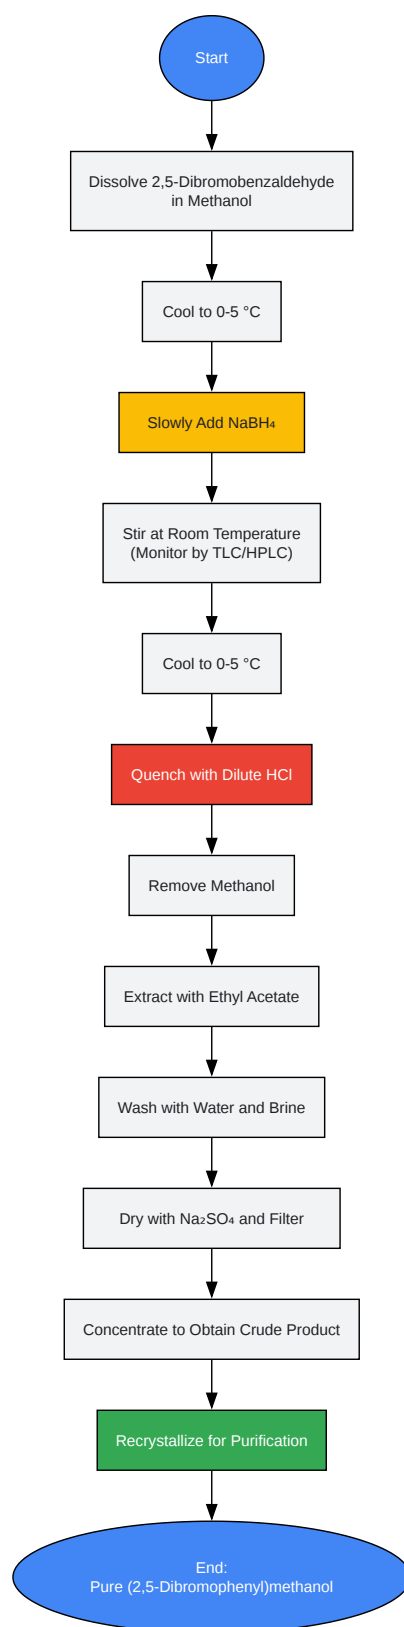 Start
Dissolve 2,5-Dibromobenzaldehyde
in Methanol
Cool to 0-5 °C
Slowly Add NaBH₄
Stir at Room Temperature
(Monitor by TLC/HPLC)
Cool to 0-5 °C
Quench with Dilute HCl
Remove Methanol
Extract with Ethyl Acetate
Wash with Water and Brine
Dry with Na₂SO₄ and Filter
Concentrate to Obtain Crude Product
Recrystallize for Purification
End:
Pure (2,5-Dibromophenyl)methanol